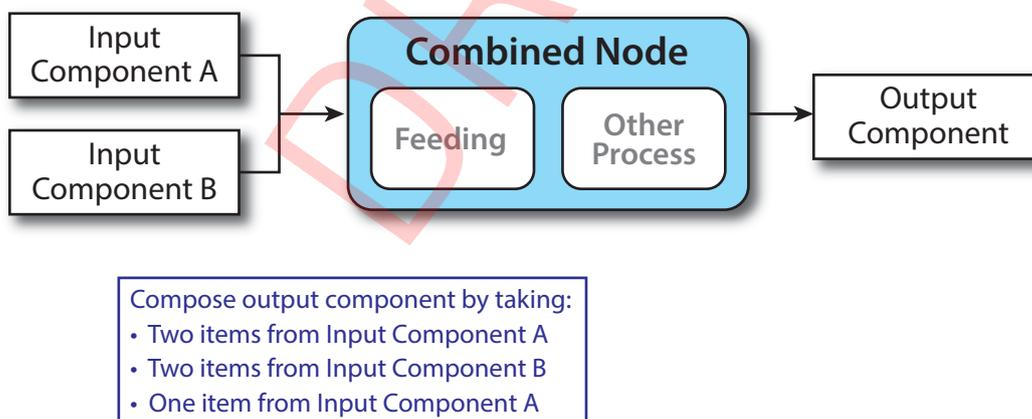 Input
Component A
Input
Component B
Combined Node
Feeding
Other
Process
Output
Component
Compose output component by taking:
• Two items from Input Component A
• Two items from Input Component B
• One item from Input Component A